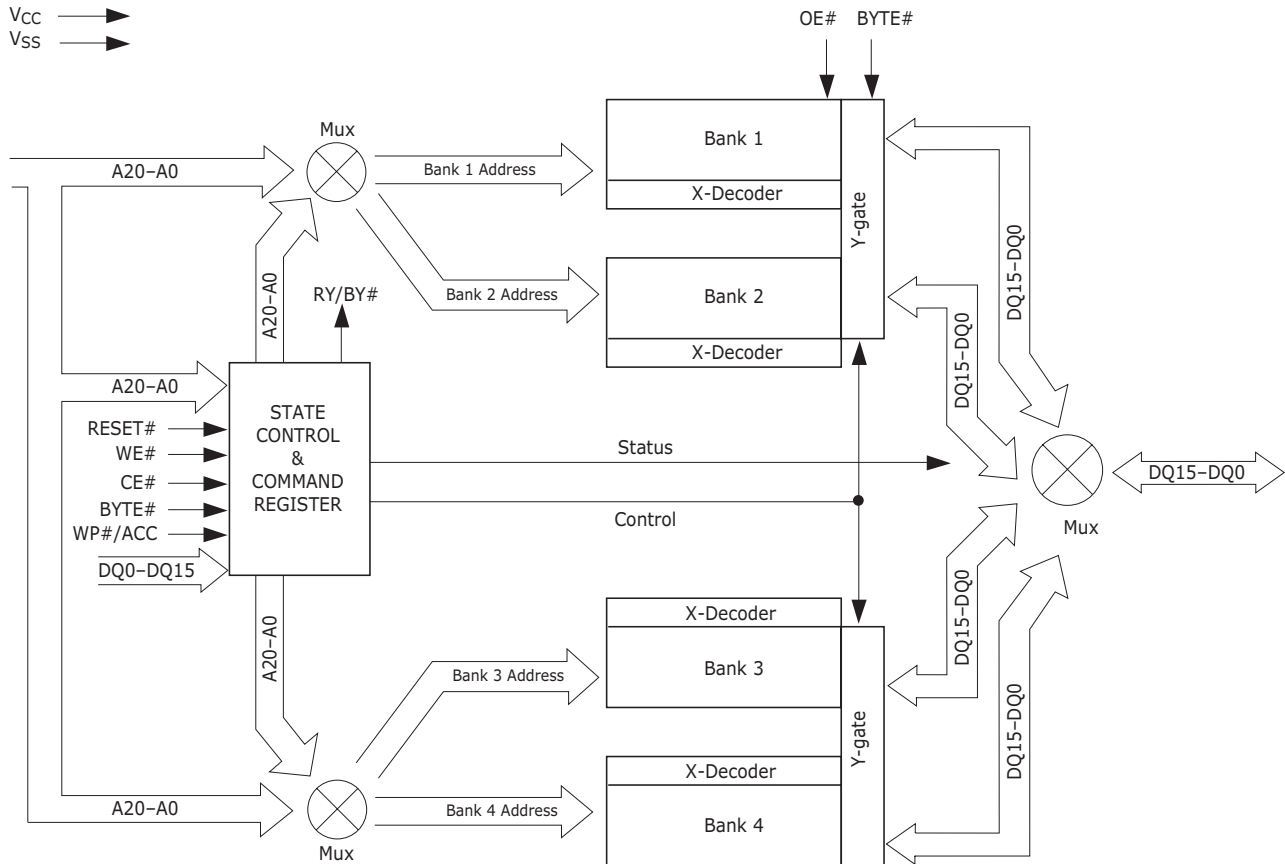 VCC
VSS
OE# BYTE#
Mux
A20–A0
Bank 1 Address
Bank 1
X-Decoder
Y-gate
DQ15–DQ0
A20–A0
RY/BY#
Bank 2 Address
Bank 2
X-Decoder
DQ15–DQ0
A20–A0
RESET#
WE#
CE#
BYTE#
WP#/ACC
DQ0–DQ15
STATE
CONTROL
&
COMMAND
REGISTER
Status
Control
DQ15–DQ0
Mux
A20–A0
X-Decoder
Bank 3 Address
Bank 3
DQ15–DQ0
Y-gate
DQ15–DQ0
X-Decoder
A20–A0
Bank 4 Address
Bank 4
Mux